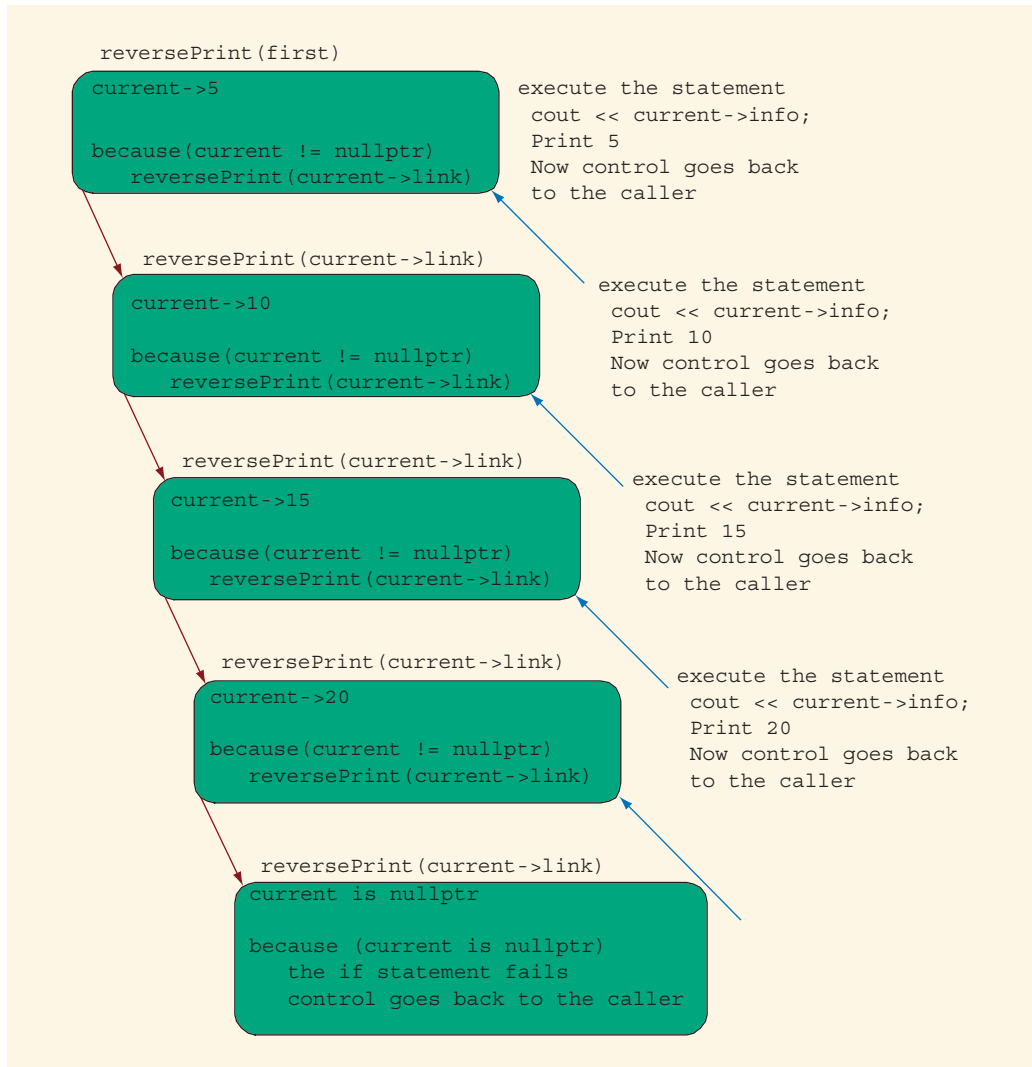 reversePrint(first)
current->5
because(current != nullptr)
reversePrint(current->link)
execute the statement
cout << current->info;
Print 5
Now control goes back
to the caller
reversePrint(current->link)
current->10
because(current != nullptr)
reversePrint(current->link)
execute the statement
cout << current->info;
Print 10
Now control goes back
to the caller
reversePrint(current->link)
current->15
because(current != nullptr)
reversePrint(current->link)
execute the statement
cout << current->info;
Print 15
Now control goes back
to the caller
reversePrint(current->link)
current->20
because(current != nullptr)
reversePrint(current->link)
execute the statement
cout << current->info;
Print 20
Now control goes back
to the caller
reversePrint(current->link)
current is nullptr
because (current is nullptr)
the if statement fails
control goes back to the caller